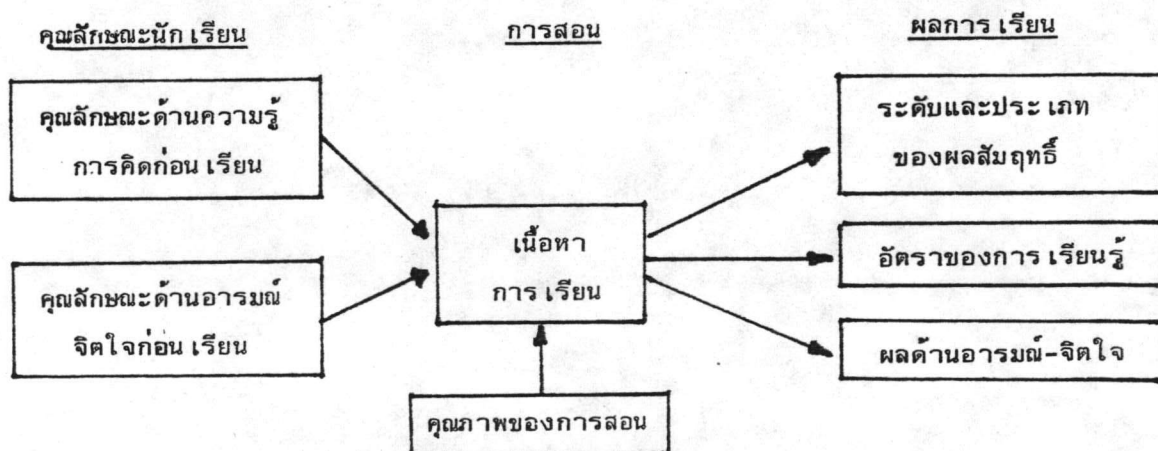 คุณลักษณะนักเรียน
การสอน
ผลการเรียน
คุณลักษณะด้านความรู้
การคิดก่อนเรียน
คุณลักษณะด้านอารมณ์
จิตใจก่อนเรียน
เนื้อหา
การเรียน
คุณภาพของการสอน
ระดับและประเภท
ของผลสัมฤทธิ์
อัตราของการเรียนรู้
ผลด้านอารมณ์-จิตใจ